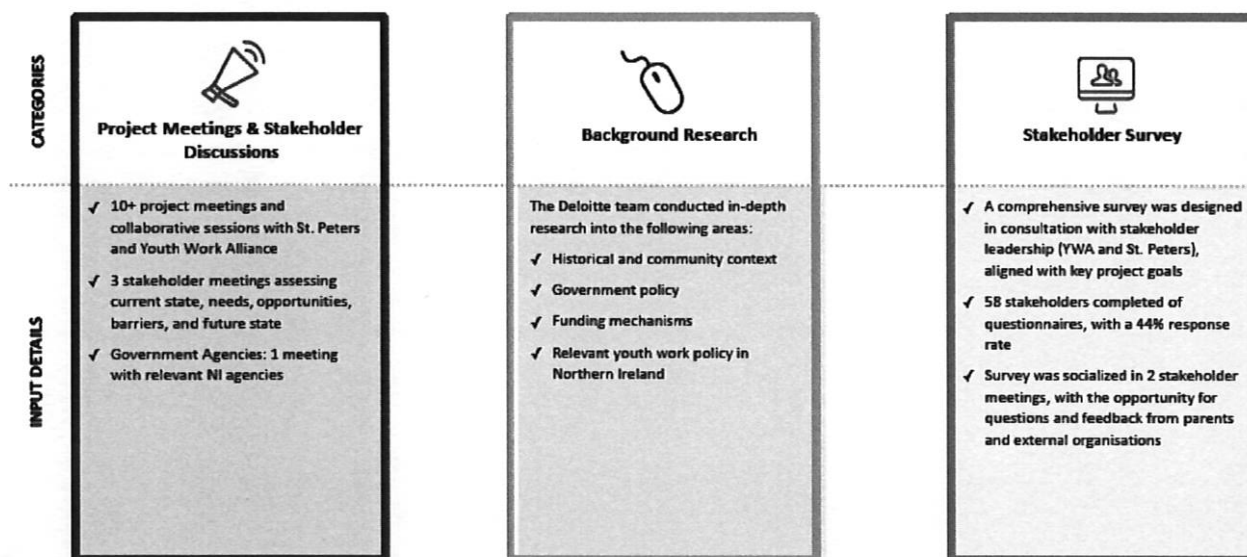 CATEGORIES
Project Meetings & Stakeholder
Discussions
Background Research
Stakeholder Survey
INPUT DETAILS
✓ 10+ project meetings and
collaborative sessions with St. Peters
and Youth Work Alliance
✓ 3 stakeholder meetings assessing
current state, needs, opportunities,
barriers, and future state
✓ Government Agencies: 1 meeting
with relevant NI agencies
The Deloitte team conducted in-depth
research into the following areas:
✓ Historical and community context
✓ Government policy
✓ Funding mechanisms
✓ Relevant youth work policy in
Northern Ireland
✓ A comprehensive survey was designed
in consultation with stakeholder
leadership (YWA and St. Peters),
aligned with key project goals
✓ 58 stakeholders completed of
questionnaires, with a 44% response
rate
✓ Survey was socialized in 2 stakeholder
meetings, with the opportunity for
questions and feedback from parents
and external organisations